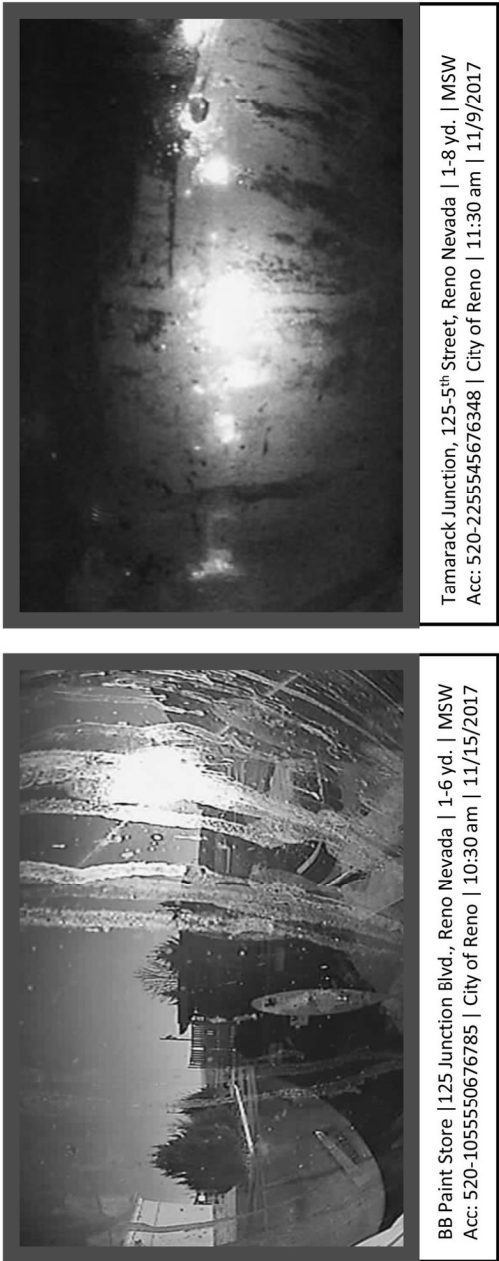 BB Paint Store |125 Junction Blvd., Reno Nevada | 1-6 yd. | MSW
Acc: 520-1055550676785 | City of Reno | 10:30 am | 11/15/2017
Tamarack Junction, 125-5th Street, Reno Nevada | 1-8 yd. | MSW
Acc: 520-2255545676348 | City of Reno | 11:30 am | 11/9/2017